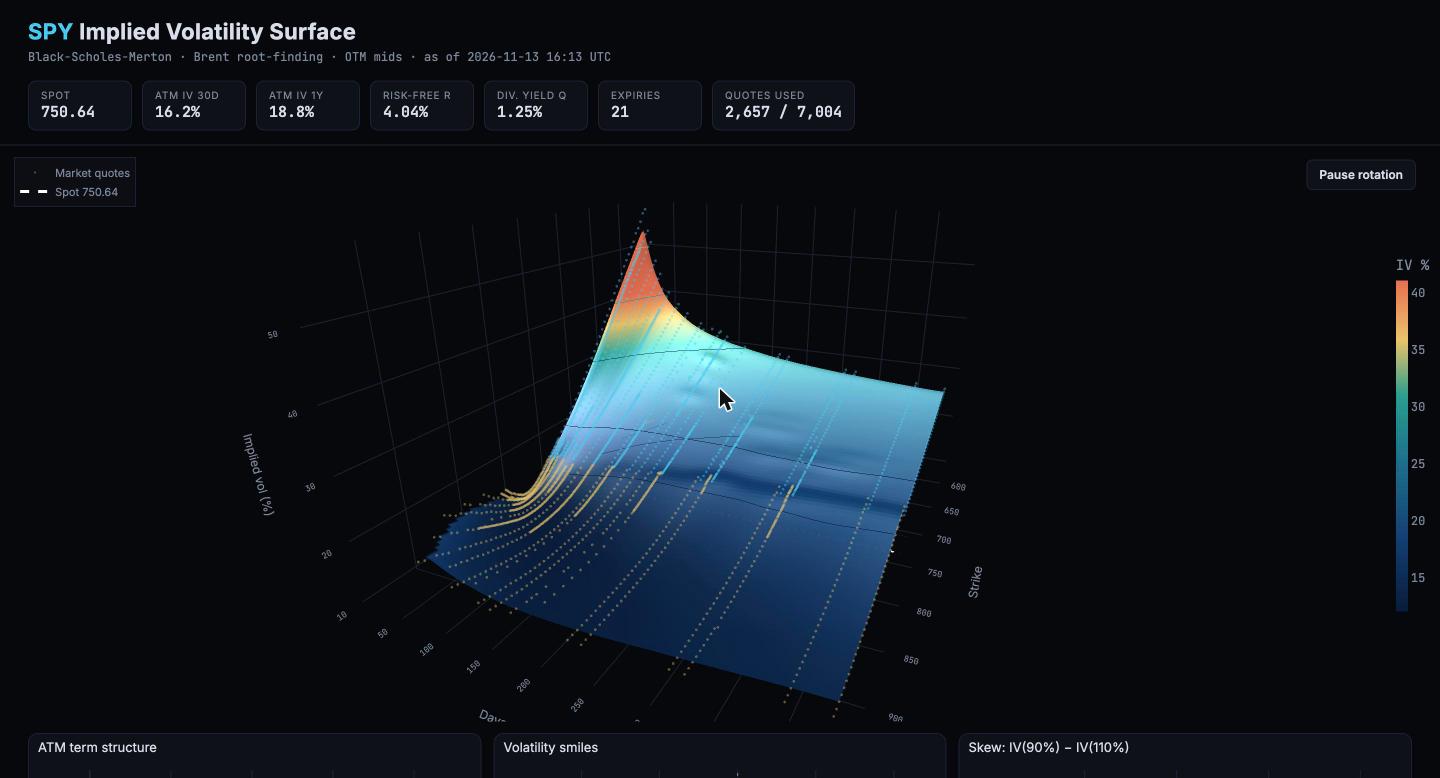 SPY Implied Volatility Surface
Black-Scholes-Merton · Brent root-finding · OTM mids · as of 2026-11-13 16:13 UTC
SPOT
750.64
ATM IV 30D
16.2%
ATM IV 1Y
18.8%
RISK-FREE R
4.04%
DIV. YIELD Q
1.25%
EXPIRIES
21
QUOTES USED
2,657 / 7,004
Market quotes
Spot 750.64
Pause rotation
IV %
40
35
30
25
20
15
Implied vol (%)
50
40
30
20
10
50
100
150
200
250
Strike
600
650
700
750
800
850
900
ATM term structure
Volatility smiles
Skew: IV(90%) − IV(110%)